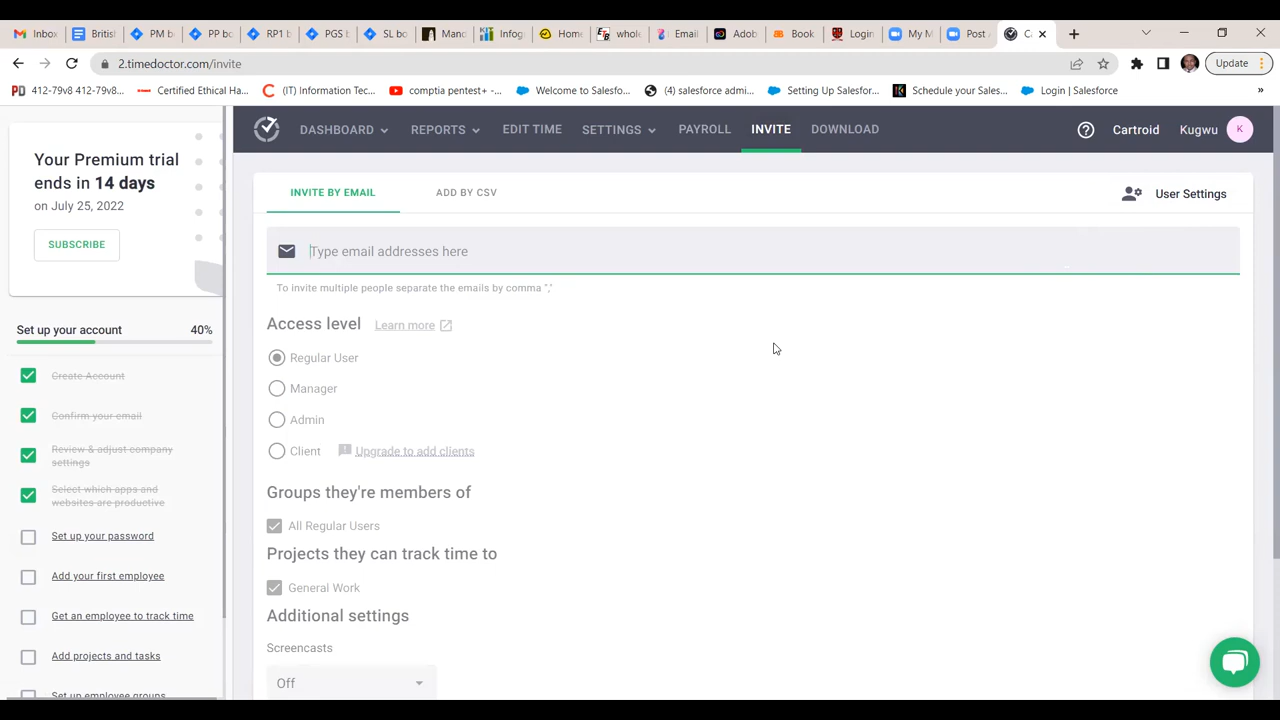 Inbox
British
PM b
PP bo
RP1 b
PGS b
SL bo
Mano
Infog
Home
whole
Email
Adob
Book
Login
My M
Post
Ca
2.timedoctor.com/invite
Update
412-79v8 412-79v8...
Certified Ethical Ha...
(IT) Information Tec...
comptia pentest+ -...
Welcome to Salesfo...
(4) salesforce admi...
Setting Up Salesfor...
Schedule your Sales...
Login | Salesforce
»
DASHBOARD
REPORTS
EDIT TIME
SETTINGS
PAYROLL
INVITE
DOWNLOAD
Cartroid
Kugwu
K
Your Premium trial
ends in 14 days
on July 25, 2022
SUBSCRIBE
Set up your account 40%
Create Account
Confirm your email
Review & adjust company
settings
Select which apps and
websites are productive
Set up your password
Add your first employee
Get an employee to track time
Add projects and tasks
Set up employee groups
INVITE BY EMAIL
ADD BY CSV
User Settings
Type email addresses here
To invite multiple people separate the emails by comma ","
Access level Learn more
Regular User
Manager
Admin
Client Upgrade to add clients
Groups they're members of
All Regular Users
Projects they can track time to
General Work
Additional settings
Screencasts
Off